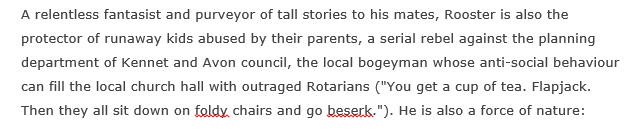 A relentless fantasist and purveyor of tall stories to his mates, Rooster is also the
protector of runaway kids abused by their parents, a serial rebel against the planning
department of Kennet and Avon council, the local bogeyman whose anti-social behaviour
can fill the local church hall with outraged Rotarians ("You get a cup of tea. Flapjack.
Then they all sit down on foldy chairs and go beserk."). He is also a force of nature: